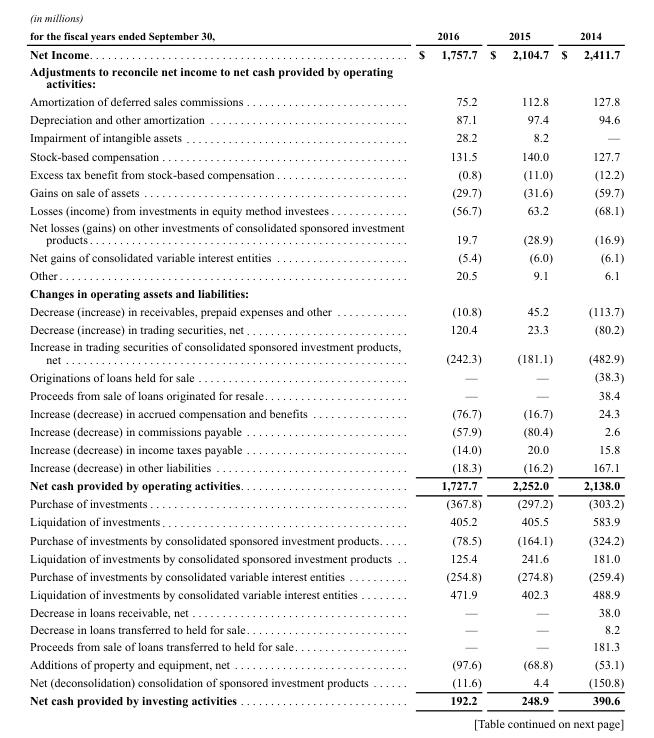 (in millions)
for the fiscal years ended September 30, 2016 2015 2014
Net Income $ 1,757.7 $ 2,104.7 $ 2,411.7
Adjustments to reconcile net income to net cash provided by operating
activities:
Amortization of deferred sales commissions 75.2 112.8 127.8
Depreciation and other amortization 87.1 97.4 94.6
Impairment of intangible assets 28.2 8.2 —
Stock-based compensation 131.5 140.0 127.7
Excess tax benefit from stock-based compensation (0.8) (11.0) (12.2)
Gains on sale of assets (29.7) (31.6) (59.7)
Losses (income) from investments in equity method investees (56.7) 63.2 (68.1)
Net losses (gains) on other investments of consolidated sponsored investment
products 19.7 (28.9) (16.9)
Net gains of consolidated variable interest entities (5.4) (6.0) (6.1)
Other 20.5 9.1 6.1
Changes in operating assets and liabilities:
Decrease (increase) in receivables, prepaid expenses and other (10.8) 45.2 (113.7)
Decrease (increase) in trading securities, net 120.4 23.3 (80.2)
Increase in trading securities of consolidated sponsored investment products,
net (242.3) (181.1) (482.9)
Originations of loans held for sale — — (38.3)
Proceeds from sale of loans originated for resale — — 38.4
Increase (decrease) in accrued compensation and benefits (76.7) (16.7) 24.3
Increase (decrease) in commissions payable (57.9) (80.4) 2.6
Increase (decrease) in income taxes payable (14.0) 20.0 15.8
Increase (decrease) in other liabilities (18.3) (16.2) 167.1
Net cash provided by operating activities 1,727.7 2,252.0 2,138.0
Purchase of investments (367.8) (297.2) (303.2)
Liquidation of investments 405.2 405.5 583.9
Purchase of investments by consolidated sponsored investment products (78.5) (164.1) (324.2)
Liquidation of investments by consolidated sponsored investment products 125.4 241.6 181.0
Purchase of investments by consolidated variable interest entities (254.8) (274.8) (259.4)
Liquidation of investments by consolidated variable interest entities 471.9 402.3 488.9
Decrease in loans receivable, net — — 38.0
Decrease in loans transferred to held for sale — — 8.2
Proceeds from sale of loans transferred to held for sale — — 181.3
Additions of property and equipment, net (97.6) (68.8) (53.1)
Net (deconsolidation) consolidation of sponsored investment products (11.6) 4.4 (150.8)
Net cash provided by investing activities 192.2 248.9 390.6
[Table continued on next page]